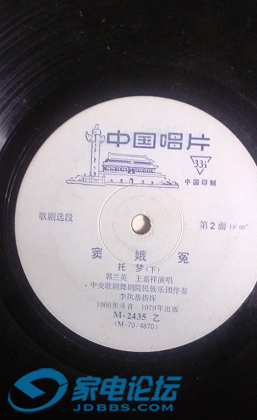 中国唱片
33⅓
中国印制
歌剧选段
第2面
窦娥冤
托梦(下)
郭兰英 王嘉祥演唱
中央歌剧舞剧院民族乐团伴奏
李执恭指挥
1960年录音 1979年出版
M-2435 乙
(M-79/4870)
家电论坛
JDBBS.COM